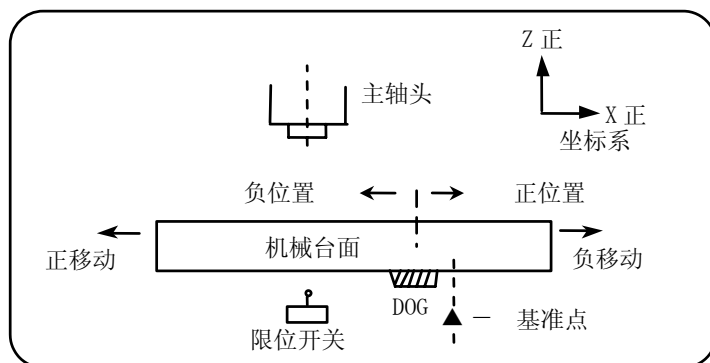 Z 正
主轴头
X 正
坐标系
负位置
正位置
正移动
机械台面
负移动
DOG
基准点
限位开关